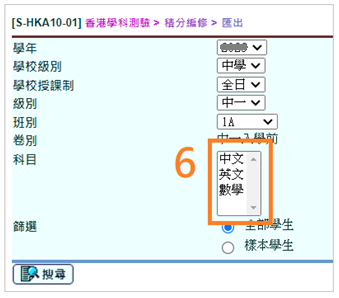 [S-HKA10-01] 香港學科測驗 > 積分編修 > 匯出
學年
學校級別 中學
學校授課制 全日
級別 中一
班別 1A
卷別 中一入學前
科目 中文
英文
數學
6
篩選 全部學生
樣本學生
搜尋